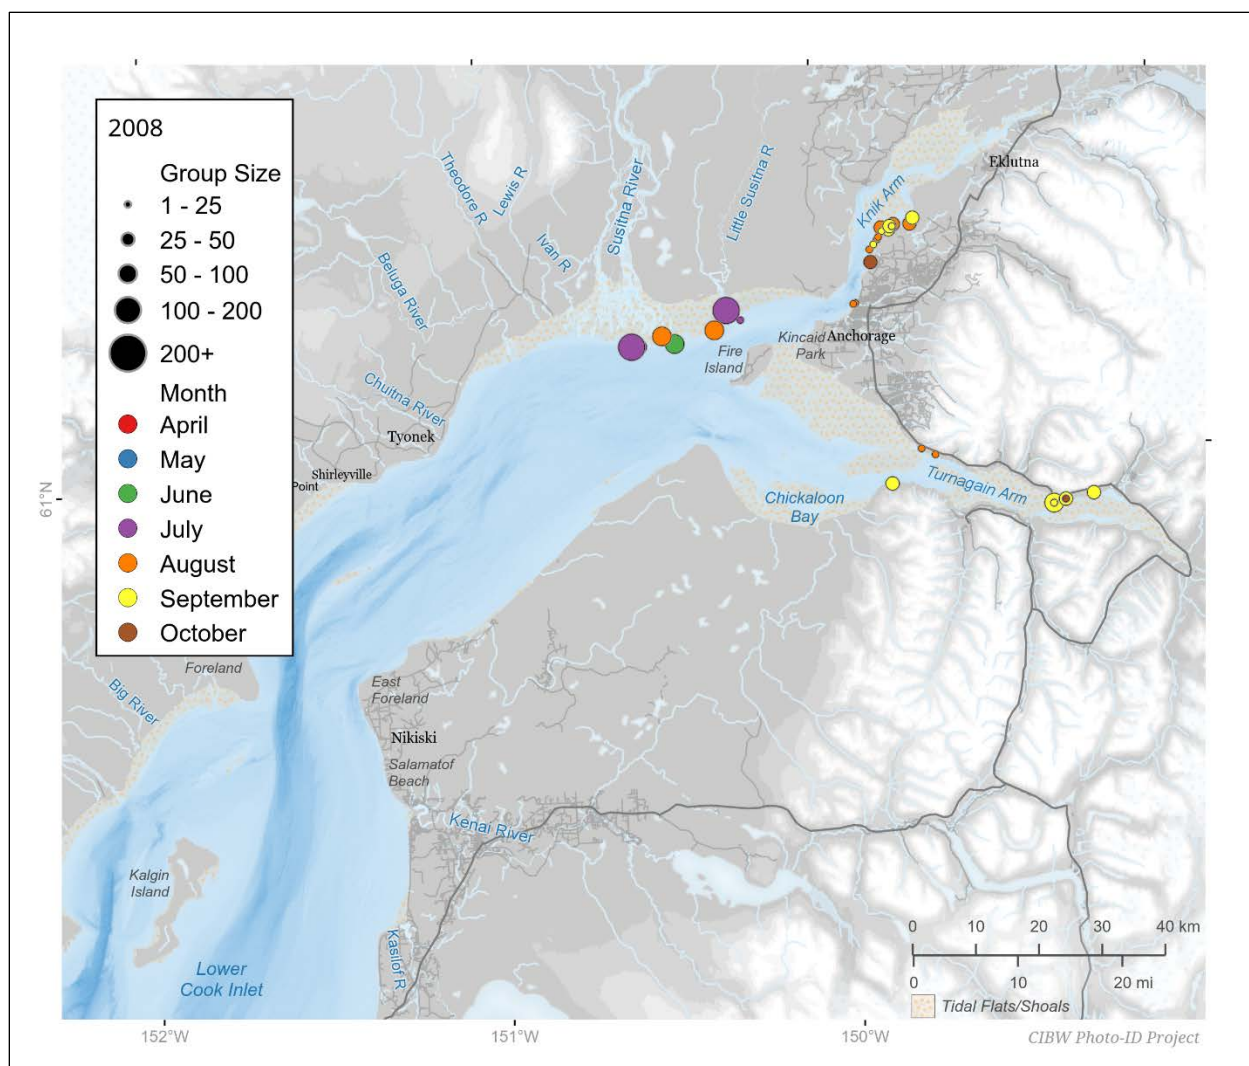 2008
Group Size
1 - 25
25 - 50
50 - 100
100 - 200
200+
Month
April
May
June
July
August
September
October
Theodore R
Lewis R
Ivan R
Susitna River
Little Susitna R
Knik Arm
Eklutna
Beluga River
Chuitna River
Tyonek
Shirleyville
Point
Fire
Island
Kincaid
Park
Anchorage
Turnagain Arm
Chickaloon
Bay
61°N
Foreland
Big River
East
Foreland
Nikiski
Salamatof
Beach
Kenai River
Kalgin
Island
Lower
Cook Inlet
Kasilof R
0 10 20 30 40 km
0 10 20 mi
Tidal Flats/Shoals
152°W
151°W
150°W
CIBW Photo-ID Project